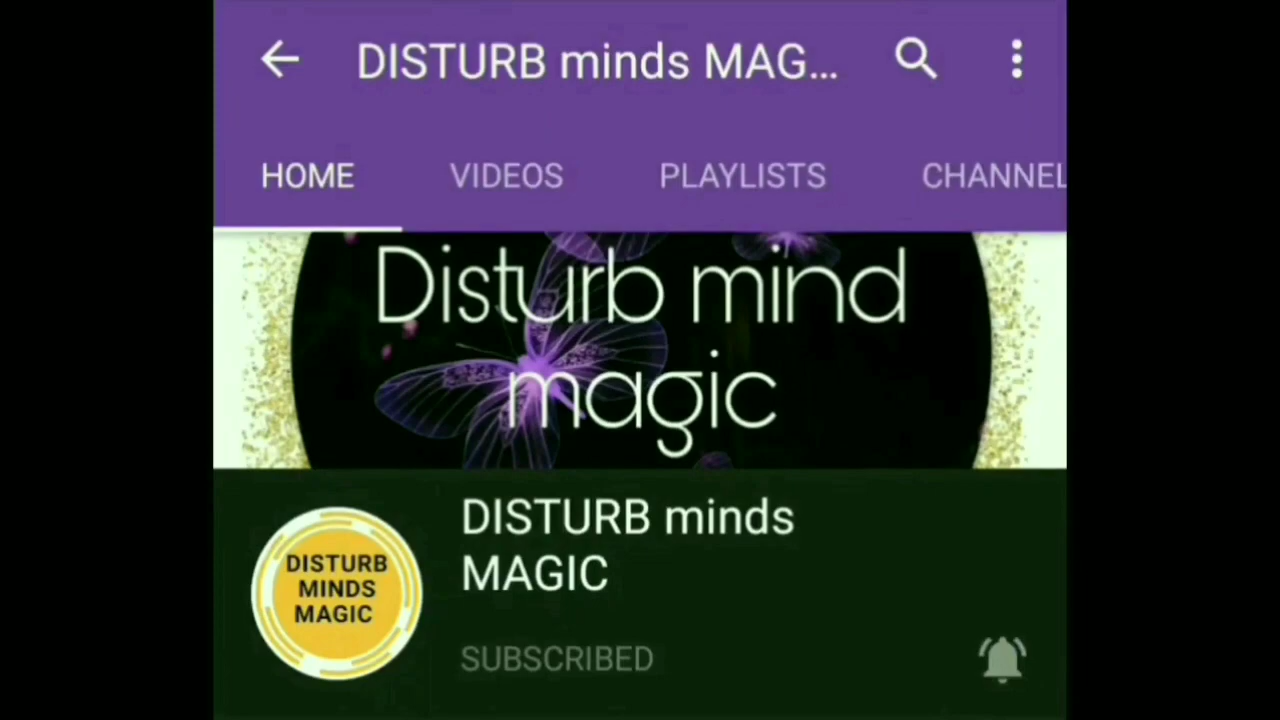 DISTURB minds MAG...
HOME VIDEOS PLAYLISTS CHANNEL
Disturb mind
magic
DISTURB
MINDS
MAGIC
DISTURB minds
MAGIC
SUBSCRIBED